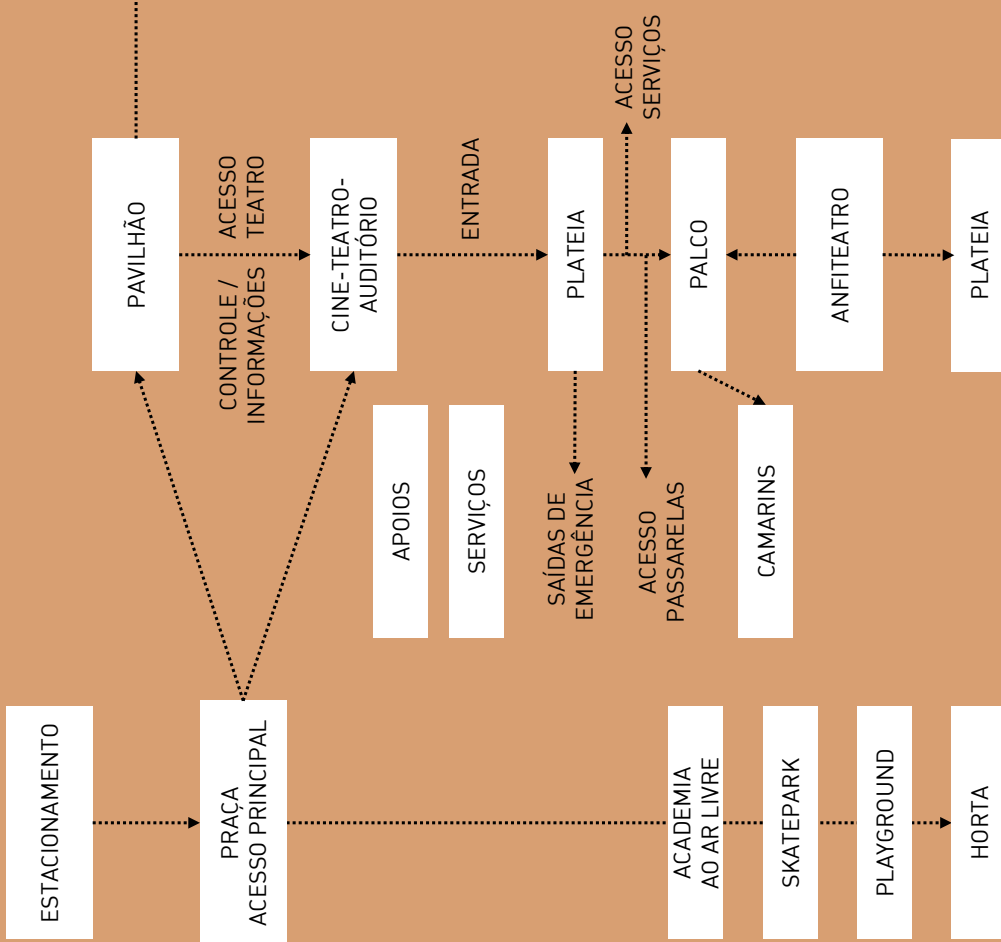 ESTACIONAMENTO
PRAÇA
ACESSO PRINCIPAL
ACADEMIA
AO AR LIVRE
SKATEPARK
PLAYGROUND
HORTA
APOIOS
SERVIÇOS
SAÍDAS DE
EMERGÊNCIA
ACESSO
PASSARELAS
CAMARINS
PAVILHÃO
CONTROLE /
INFORMAÇÕES
ACESSO
TEATRO
CINE-TEATRO-
AUDITÓRIO
ENTRADA
PLATEIA
ACESSO
SERVIÇOS
PALCO
ANFITEATRO
PLATEIA